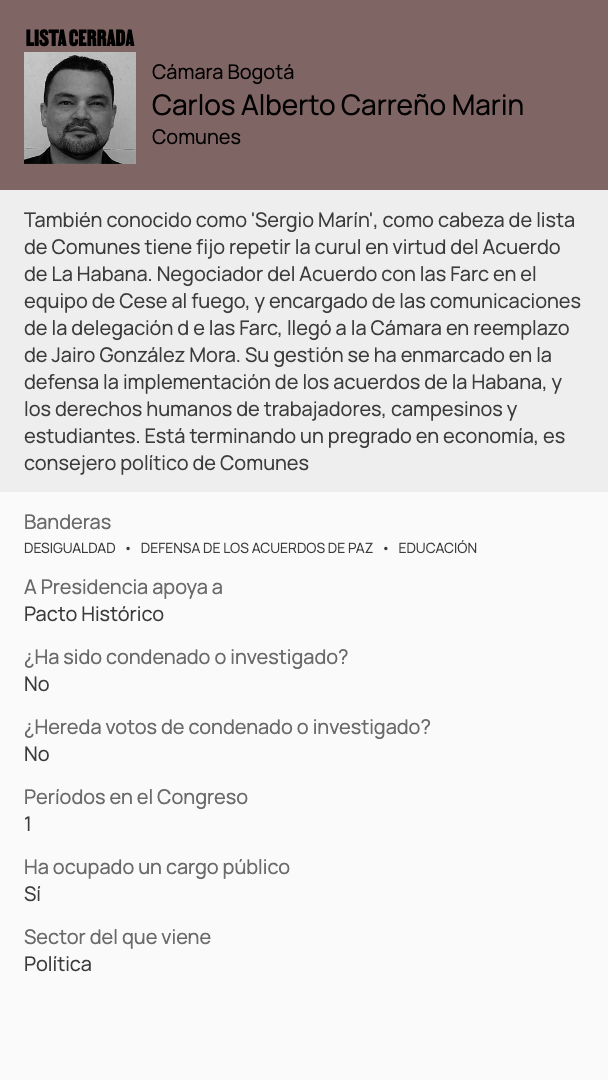 LISTA CERRADA
Cámara Bogotá
Carlos Alberto Carreño Marin
Comunes
También conocido como 'Sergio Marín', como cabeza de lista
de Comunes tiene fijo repetir la curul en virtud del Acuerdo
de La Habana. Negociador del Acuerdo con las Farc en el
equipo de Cese al fuego, y encargado de las comunicaciones
de la delegación d e las Farc, llegó a la Cámara en reemplazo
de Jairo González Mora. Su gestión se ha enmarcado en la
defensa la implementación de los acuerdos de la Habana, y
los derechos humanos de trabajadores, campesinos y
estudiantes. Está terminando un pregrado en economía, es
consejero político de Comunes
Banderas
DESIGUALDAD • DEFENSA DE LOS ACUERDOS DE PAZ • EDUCACIÓN
A Presidencia apoya a
Pacto Histórico
¿Ha sido condenado o investigado?
No
¿Hereda votos de condenado o investigado?
No
Períodos en el Congreso
1
Ha ocupado un cargo público
Sí
Sector del que viene
Política